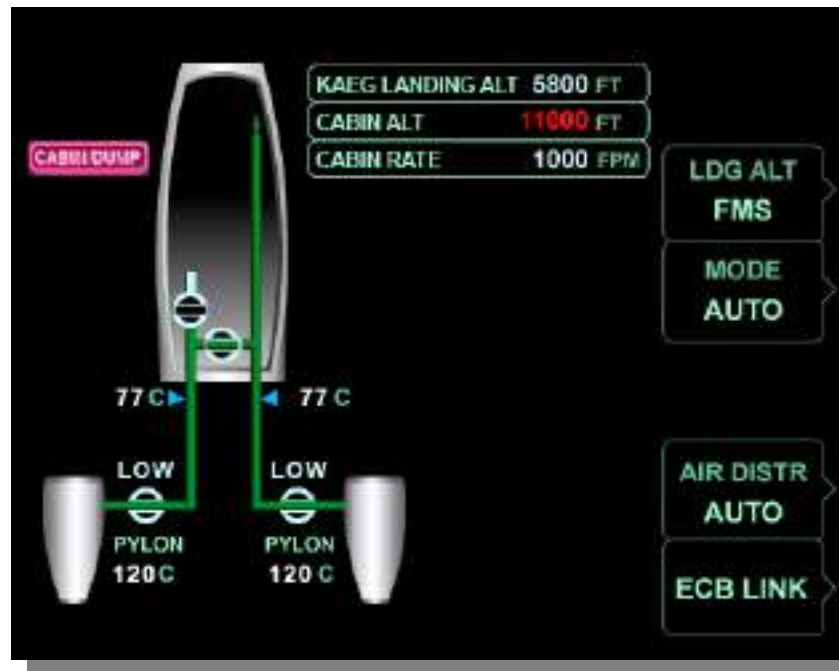 KAEG LANDING ALT 5800 FT
CABIN ALT 11000 FT
CABIN DUMP
CABIN RATE 1000 FPM
LDG ALT
FMS
MODE
AUTO
77 C 77 C
LOW LOW
AIR DISTR
AUTO
PYLON PYLON
120 C 120 C
ECB LINK